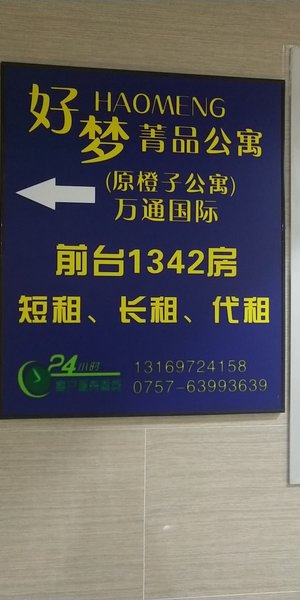 好梦 HAOMENG
菁品公寓
(原橙子公寓)
万通国际
前台1342房
短租、长租、代租
24小时 13169724158
0757-63993639